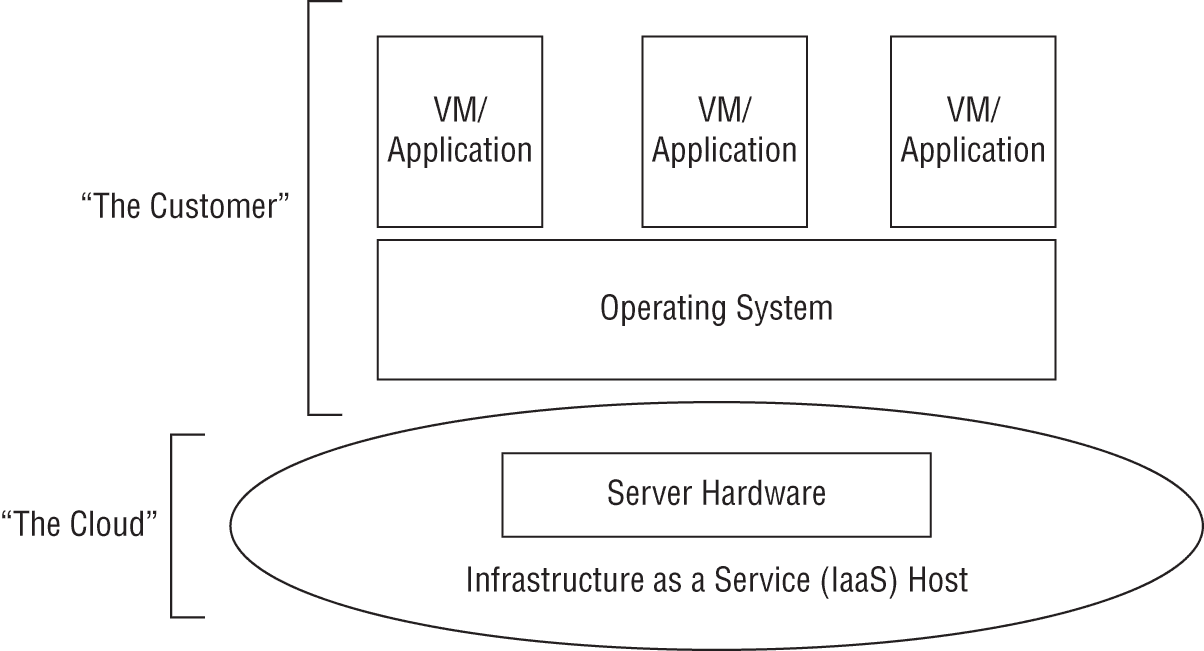 VM/
Application
VM/
Application
VM/
Application
“The Customer”
Operating System
Server Hardware
“The Cloud”
Infrastructure as a Service (IaaS) Host